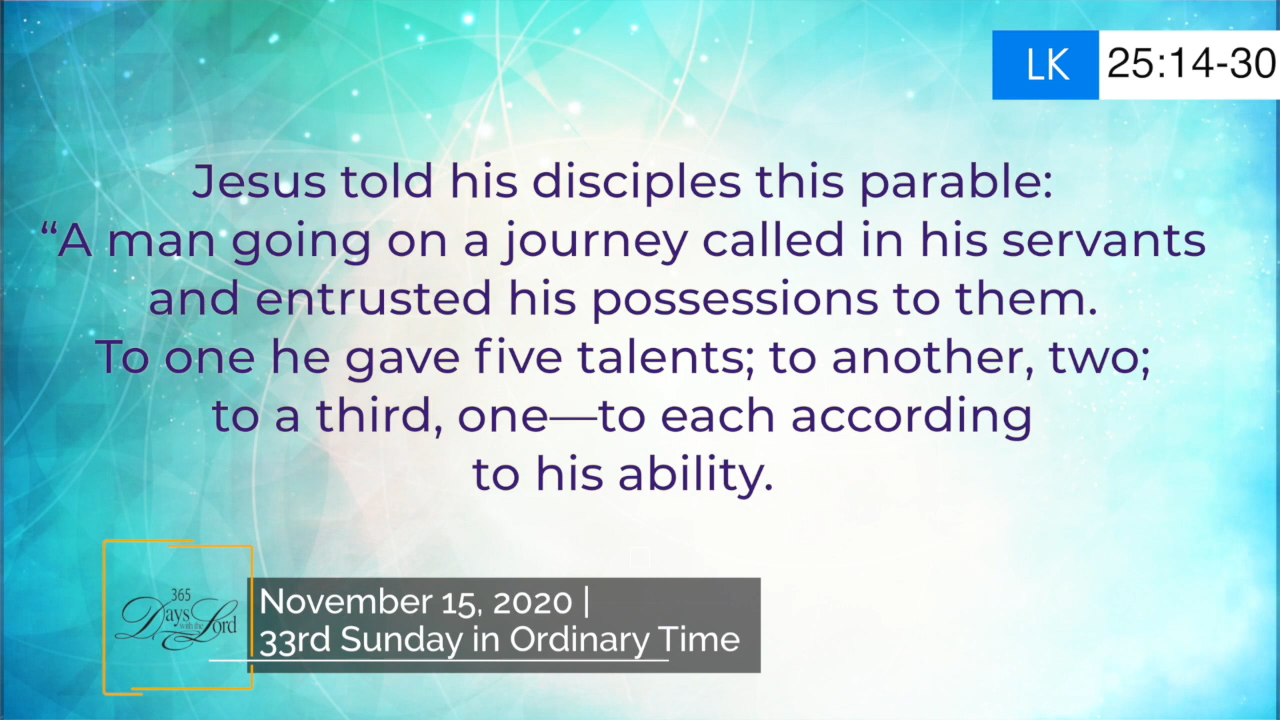 LK 25:14-30
Jesus told his disciples this parable:
“A man going on a journey called in his servants
and entrusted his possessions to them.
To one he gave five talents; to another, two;
to a third, one—to each according
to his ability.
365
Days with the Lord
November 15, 2020 |
33rd Sunday in Ordinary Time